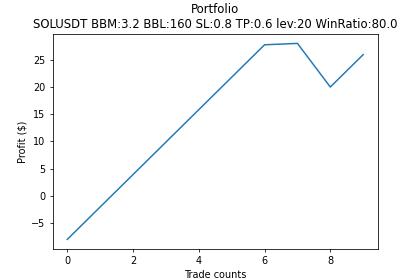 Portfolio
SOLUSDT BBM:3.2 BBL:160 SL:0.8 TP:0.6 lev:20 WinRatio:80.0
25
20
15
10
5
0
−5
Profit ($)
0 2 4 6 8
Trade counts